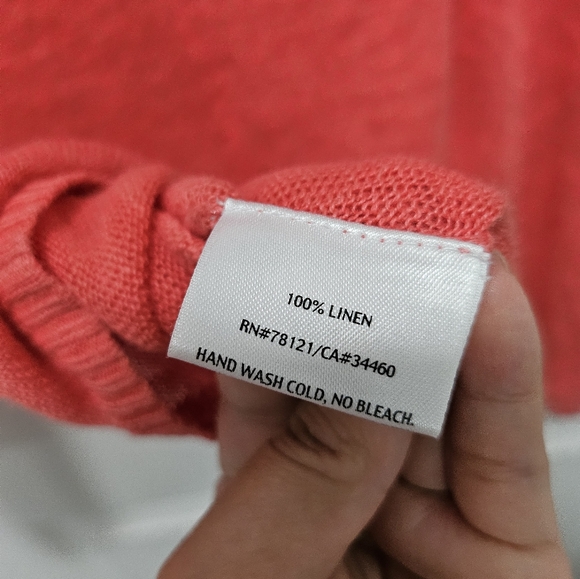 100% LINEN
RN#78121/CA#34460
HAND WASH COLD, NO BLEACH.